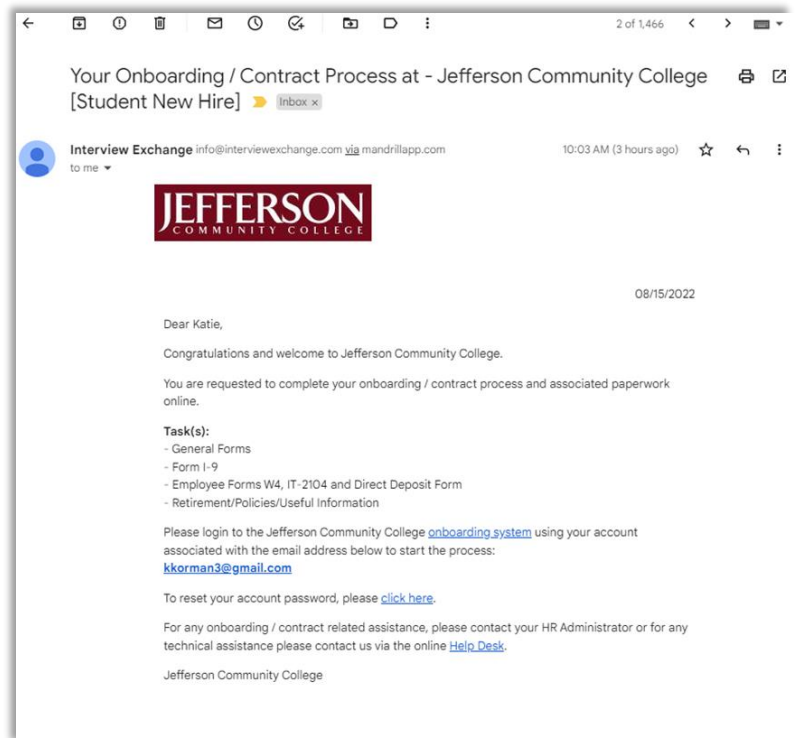 2 of 1,466
Your Onboarding / Contract Process at - Jefferson Community College
[Student New Hire] Inbox x
Interview Exchange info@interviewexchange.com via mandrillapp.com 10:03 AM (3 hours ago)
to me
JEFFERSON
COMMUNITY COLLEGE
08/15/2022
Dear Katie,
Congratulations and welcome to Jefferson Community College.
You are requested to complete your onboarding / contract process and associated paperwork
online.
Task(s):
- General Forms
- Form I-9
- Employee Forms W4, IT-2104 and Direct Deposit Form
- Retirement/Policies/Useful Information
Please login to the Jefferson Community College onboarding system using your account
associated with the email address below to start the process:
kkorman3@gmail.com
To reset your account password, please click here.
For any onboarding / contract related assistance, please contact your HR Administrator or for any
technical assistance please contact us via the online Help Desk.
Jefferson Community College